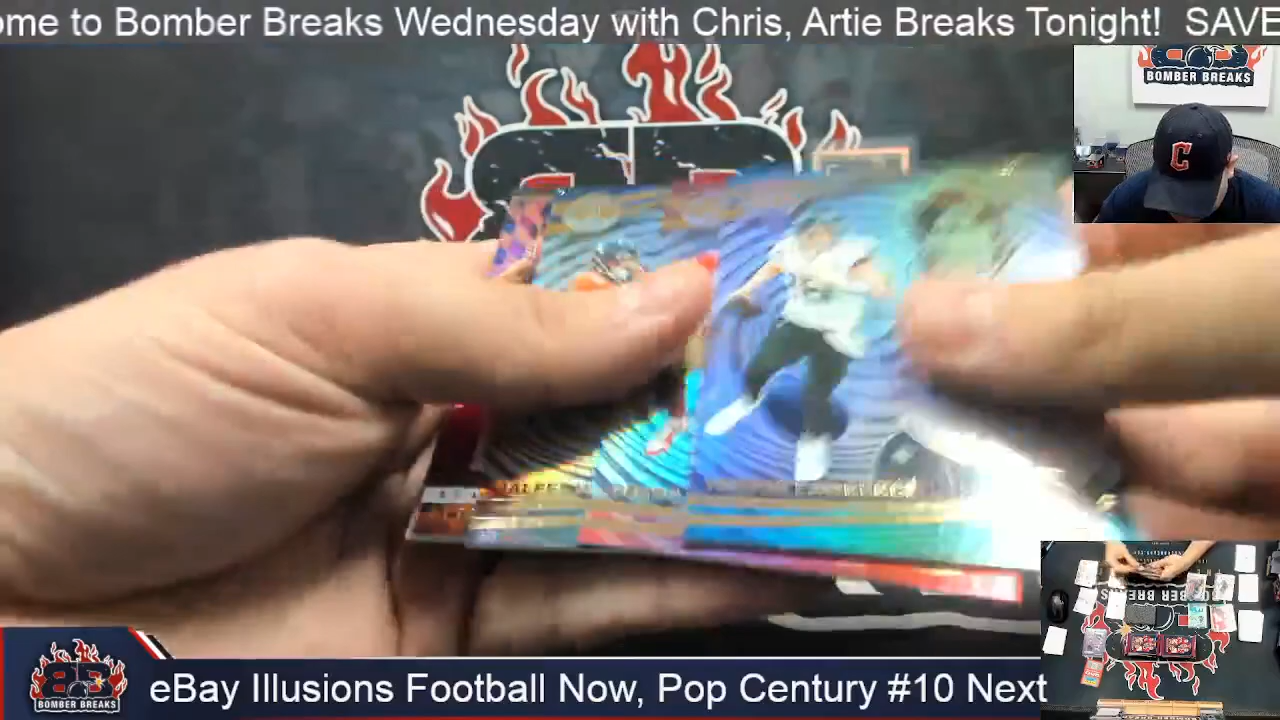 ome to Bomber Breaks Wednesday with Chris, Artie Breaks Tonight! SAVE
BOMBER BREAKS
C
BOMBER BREAKS
eBay Illusions Football Now, Pop Century #10 Next